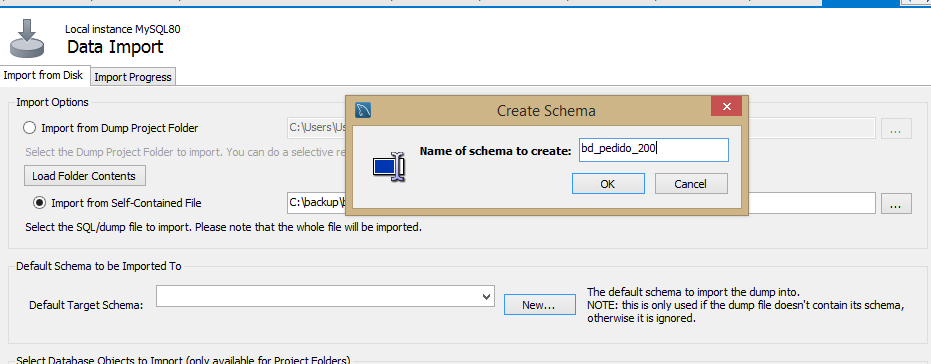 Local instance MySQL80
Data Import
Import from Disk
Import Progress
Import Options
Import from Dump Project Folder
C:\Users\Us
...
Select the Dump Project Folder to import. You can do a selective re
Load Folder Contents
Import from Self-Contained File
C:\backup\b
...
Select the SQL/dump file to import. Please note that the whole file will be imported.
Create Schema
Name of schema to create:
bd_pedido_200
OK
Cancel
Default Schema to be Imported To
Default Target Schema:
New...
The default schema to import the dump into.
NOTE: this is only used if the dump file doesn't contain its schema,
otherwise it is ignored.
Select Database Objects to Import (only available for Project Folders)